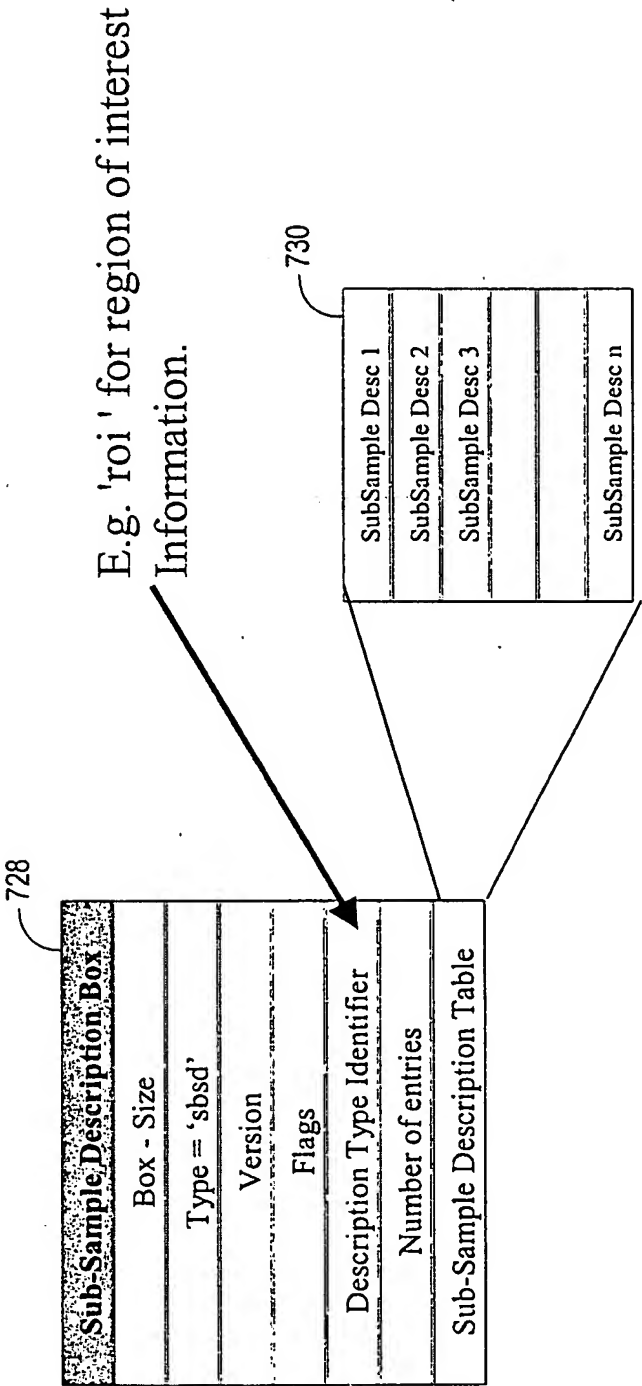 728
Sub-Sample Description Box
Box - Size
Type = ‘sbsd’
Version
Flags
Description Type Identifier
Number of entries
Sub-Sample Description Table
E.g. 'roi ' for region of interest
Information.
730
SubSample Desc 1
SubSample Desc 2
SubSample Desc 3
SubSample Desc n